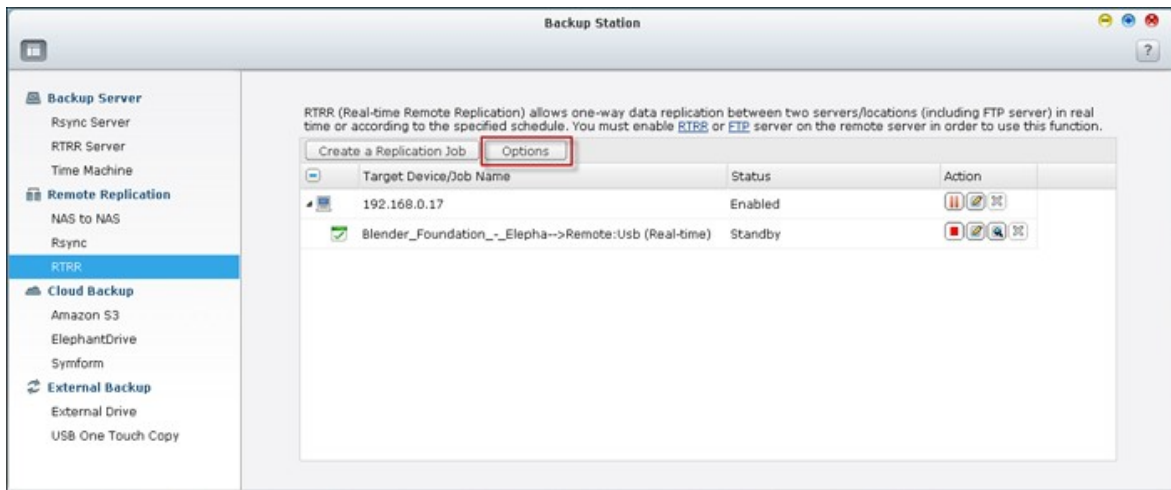 Backup Station
?
Backup Server
Rsync Server
RTRR Server
Time Machine
Remote Replication
NAS to NAS
Rsync
RTRR
Cloud Backup
Amazon S3
ElephantDrive
Symform
External Backup
External Drive
USB One Touch Copy
RTRR (Real-time Remote Replication) allows one-way data replication between two servers/locations (including FTP server) in real
time or according to the specified schedule. You must enable RTRR or FTP server on the remote server in order to use this function.
Create a Replication Job Options
Target Device/Job Name Status Action
192.168.0.17 Enabled
Blender_Foundation_-_Elepha-->Remote:Usb (Real-time) Standby